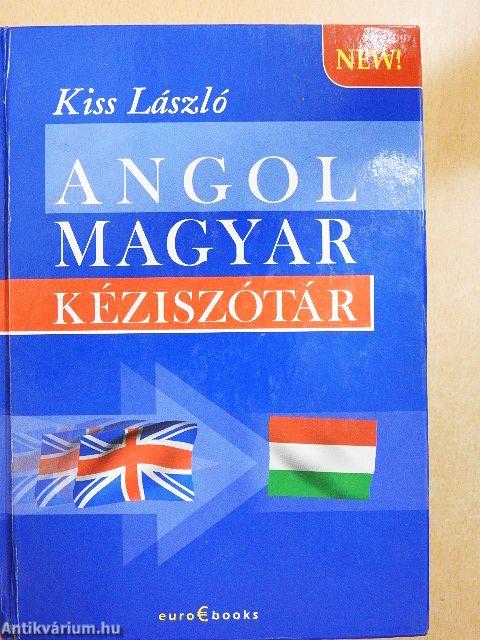 NEW!
Kiss László
ANGOL
MAGYAR
KÉZISZÓTÁR
euro€books
Antikvárium.hu